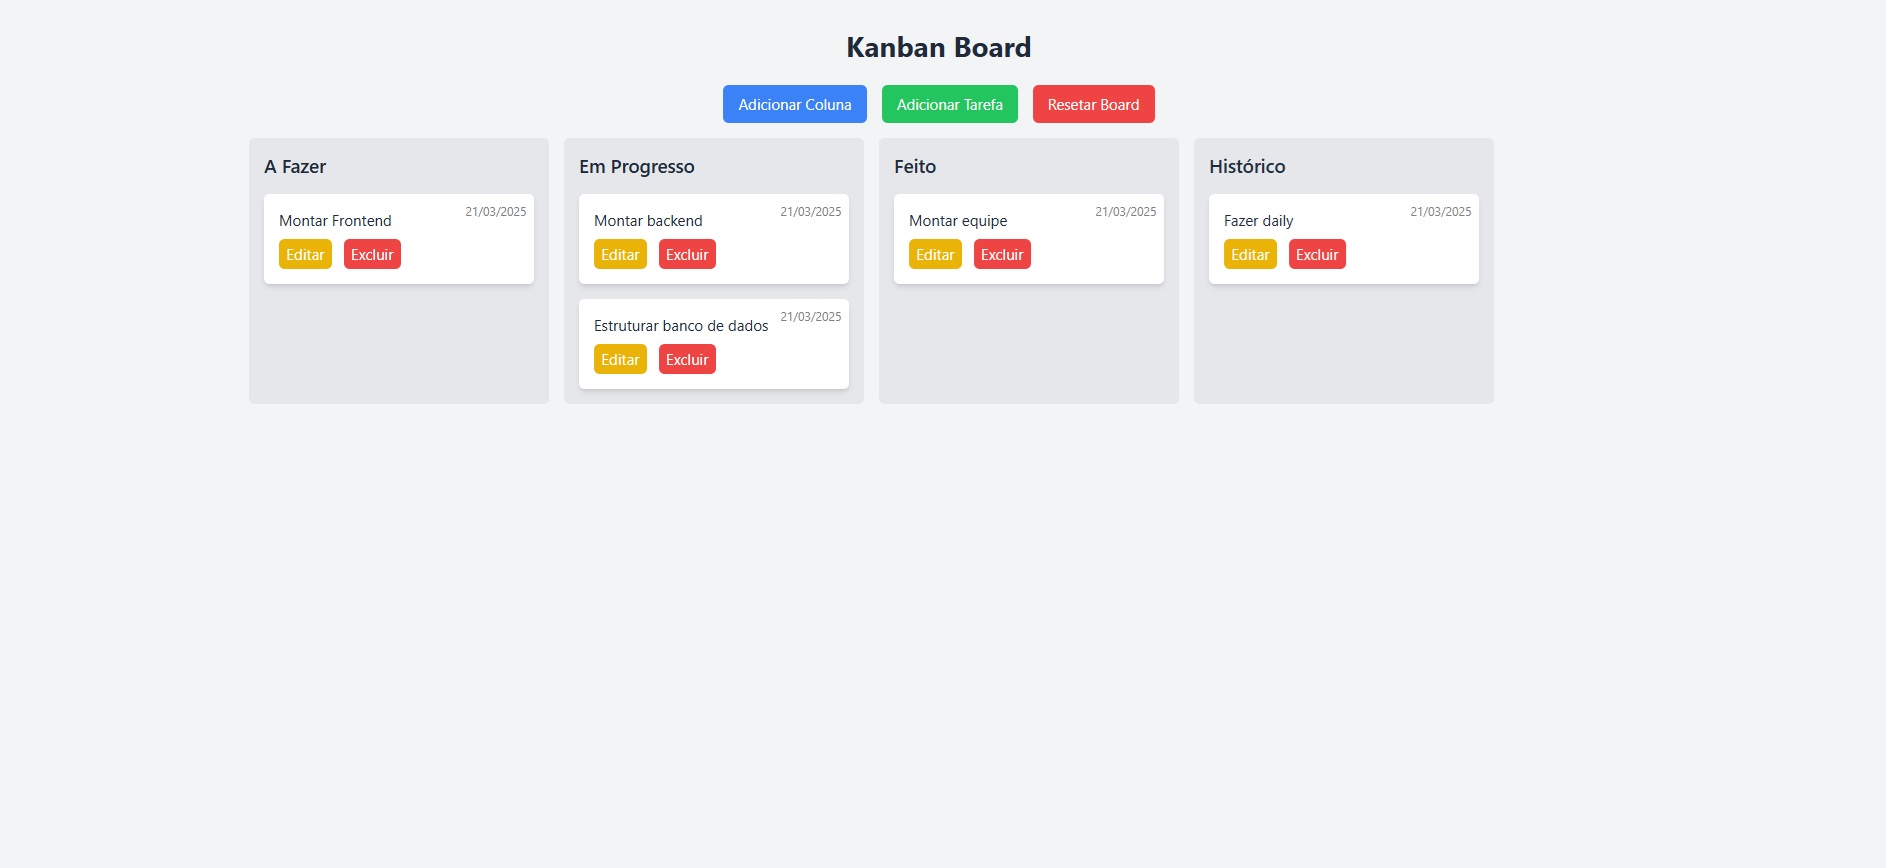 Kanban Board
Adicionar Coluna
Adicionar Tarefa
Resetar Board
A Fazer
21/03/2025
Montar Frontend
Editar
Excluir
Em Progresso
21/03/2025
Montar backend
Editar
Excluir
21/03/2025
Estruturar banco de dados
Editar
Excluir
Feito
21/03/2025
Montar equipe
Editar
Excluir
Histórico
21/03/2025
Fazer daily
Editar
Excluir